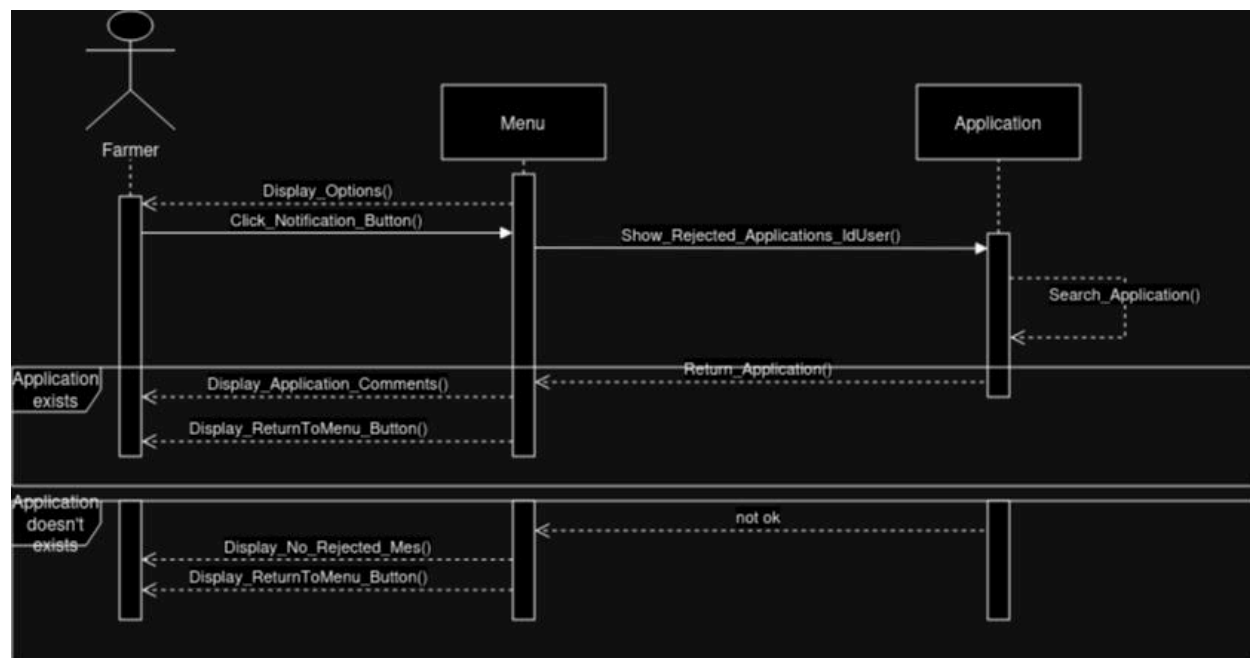 Farmer
Menu
Application
Display_Options()
Click_Notification_Button()
Show_Rejected_Applications_IdUser()
Search_Application()
Return_Application()
Application
exists
Display_Application_Comments()
Display_ReturnToMenu_Button()
Application
doesn't
exists
not ok
Display_No_Rejected_Mes()
Display_ReturnToMenu_Button()